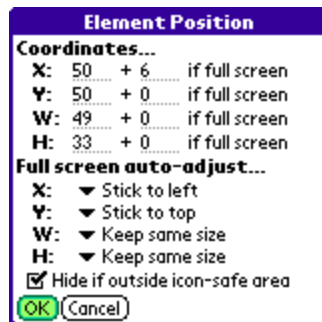 Element Position
Coordinates...
X: 50 + 6 if full screen
Y: 50 + 0 if full screen
W: 49 + 0 if full screen
H: 33 + 0 if full screen
Full screen auto-adjust...
X: Stick to left
Y: Stick to top
W: Keep same size
H: Keep same size
Hide if outside icon-safe area
OK Cancel